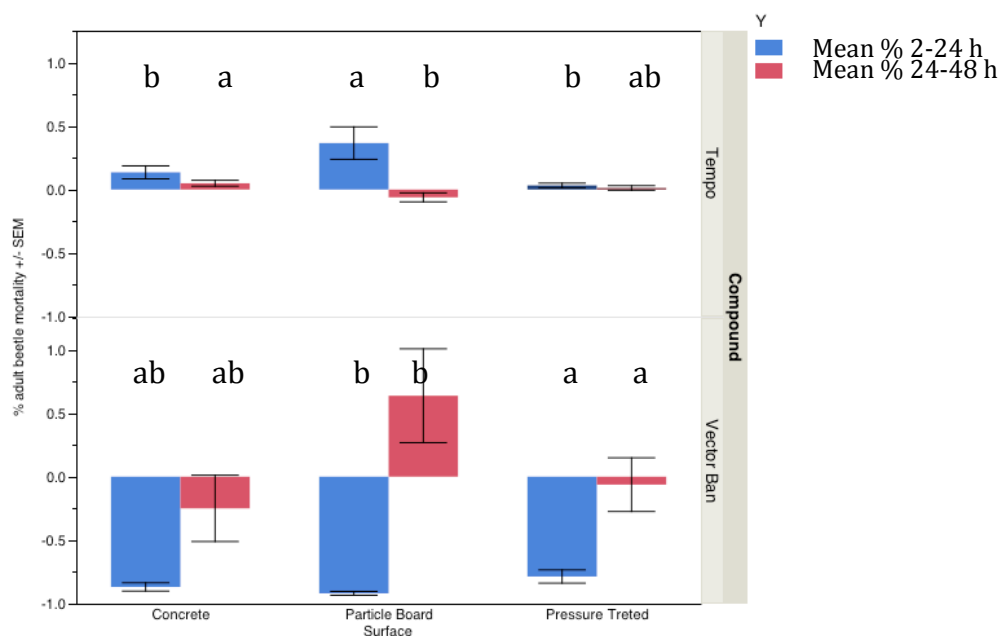 Y
Mean % 2-24 h
Mean % 24-48 h
% adult beetle mortality +/- SEM
1.0
0.5
0.0
-0.5
-1.0
b a a b b ab
Tempo
1.0
0.5
0.0
-0.5
-1.0
ab ab b b a a
Vector Ban
Compound
Concrete Particle Board Pressure Treted
Surface